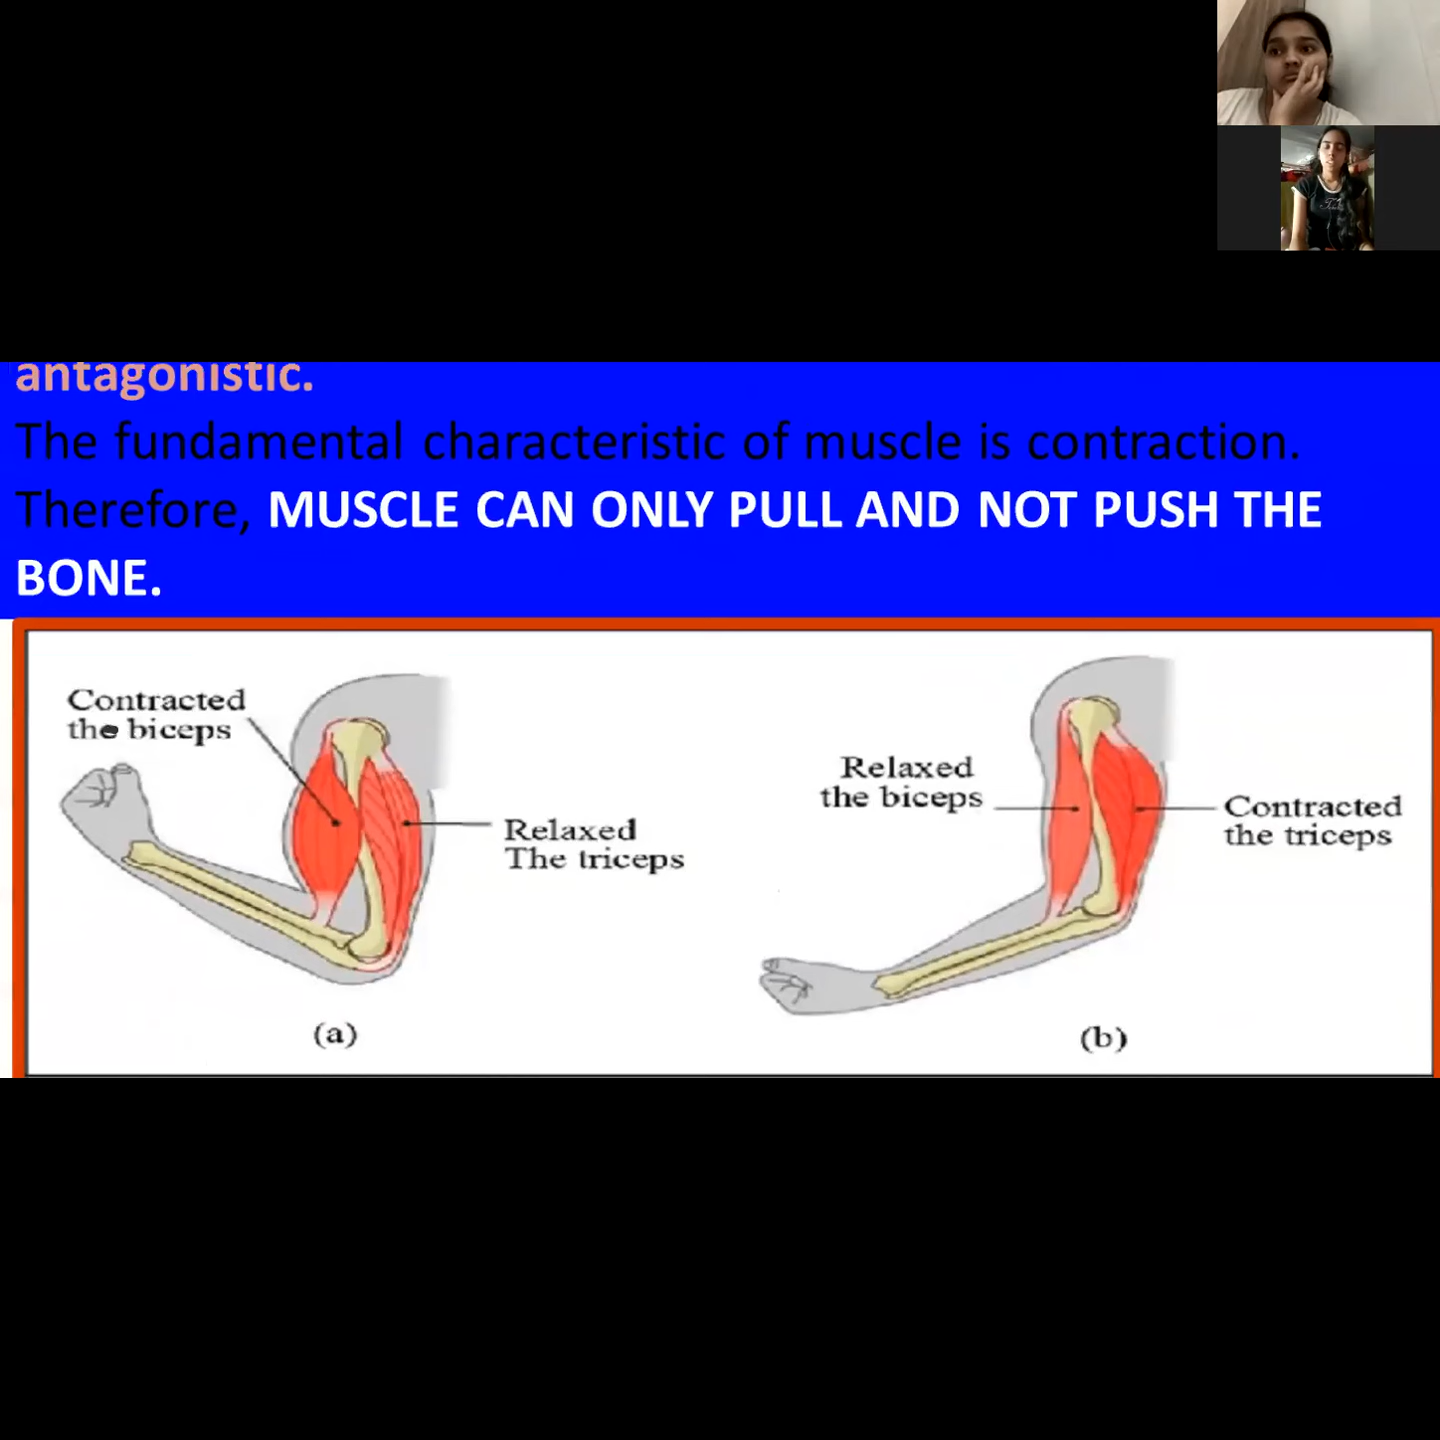 antagonistic.
The fundamental characteristic of muscle is contraction.
Therefore, MUSCLE CAN ONLY PULL AND NOT PUSH THE
BONE.
Contracted
the biceps
Relaxed
The triceps
(a)
Relaxed
the biceps
Contracted
the triceps
(b)